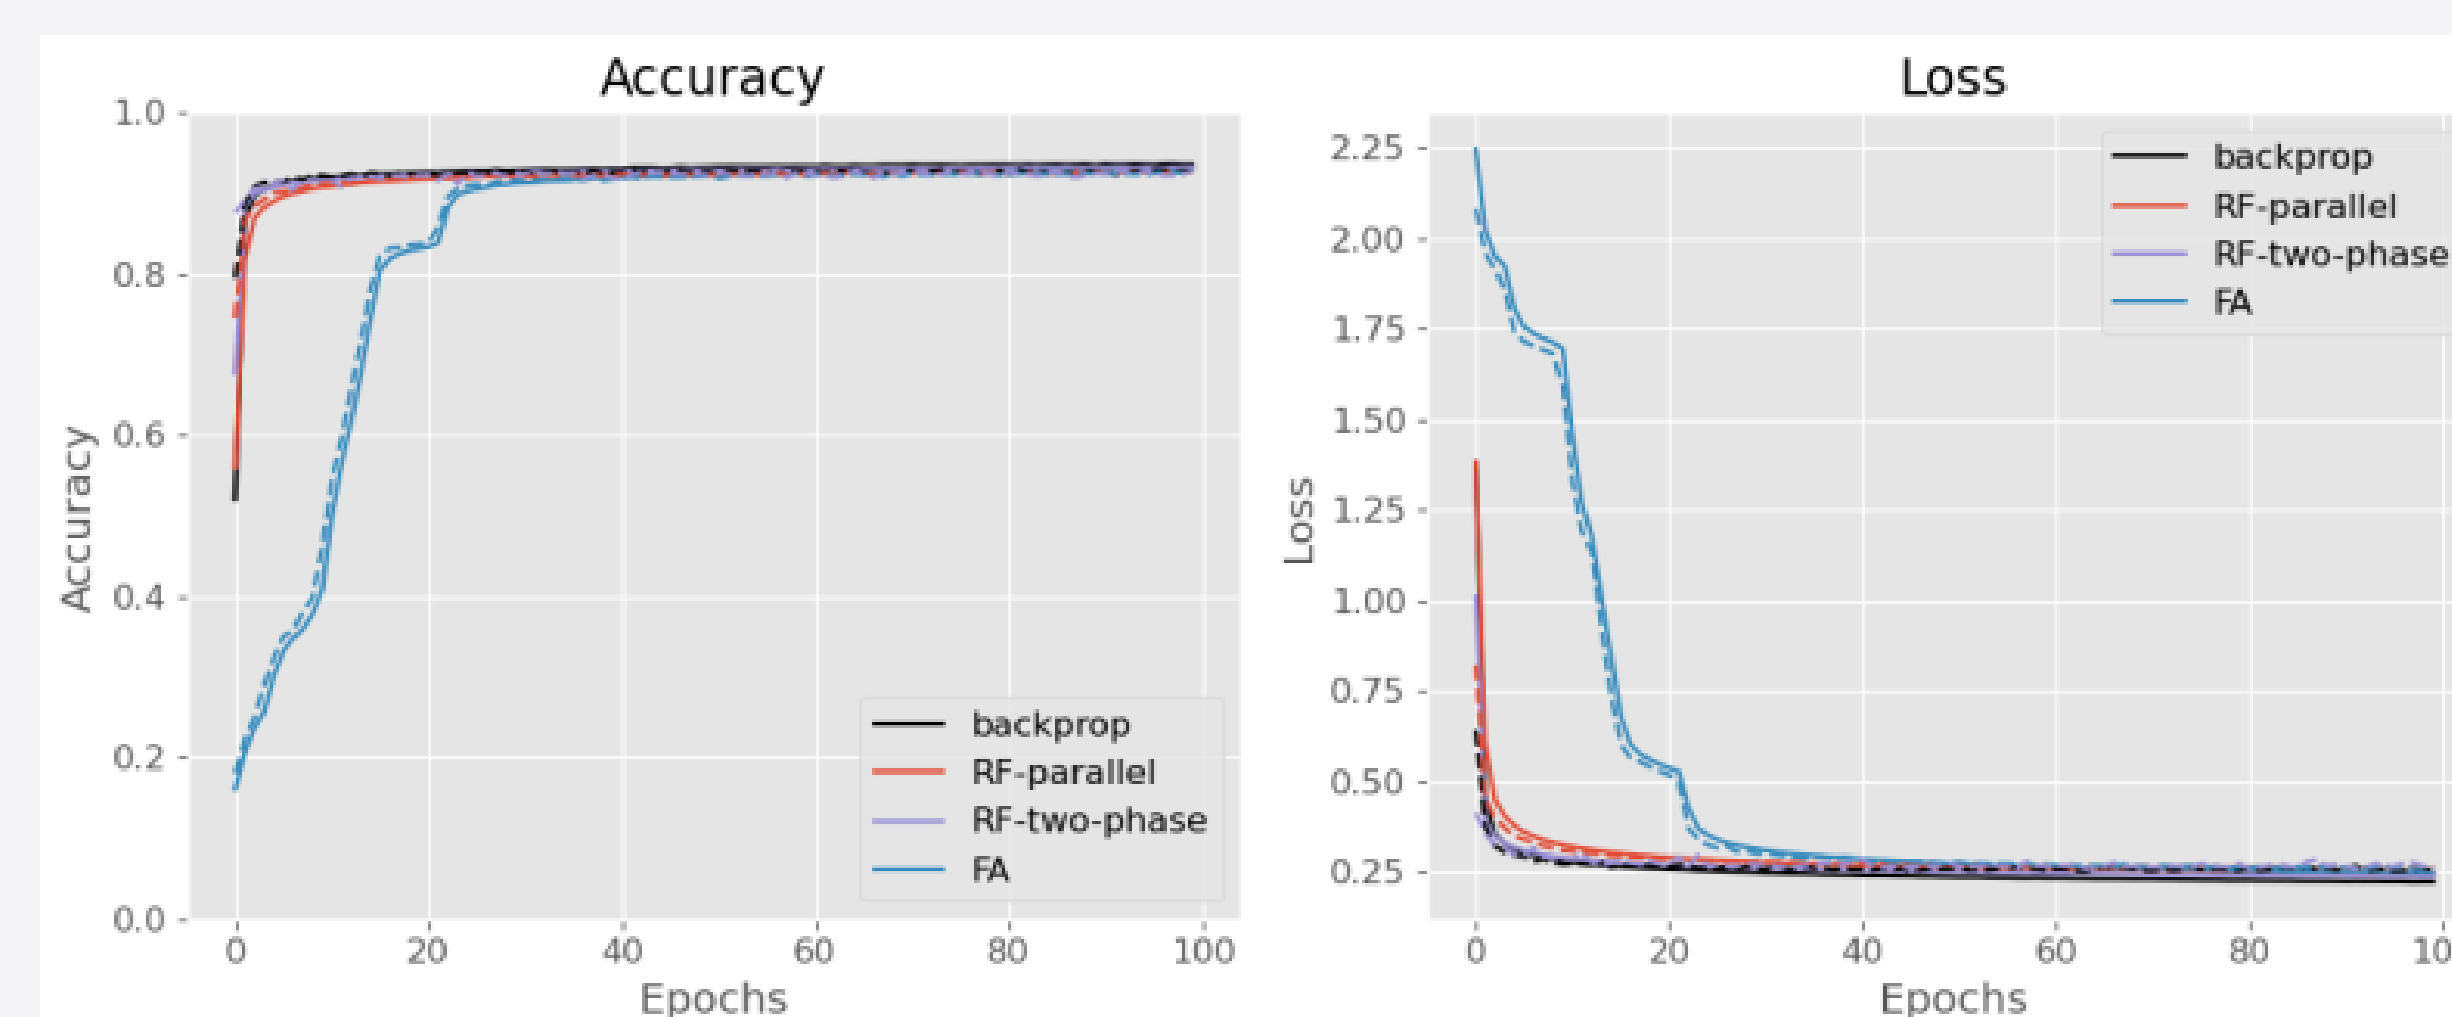 Accuracy
1.0
0.8
0.6
0.4
0.2
0.0
Accuracy
0 20 40 60 80 100
Epochs
backprop
RF-parallel
RF-two-phase
FA
Loss
2.25
2.00
1.75
1.50
1.25
1.00
0.75
0.50
0.25
Loss
0 20 40 60 80 10
Epochs
backprop
RF-parallel
RF-two-phase
FA